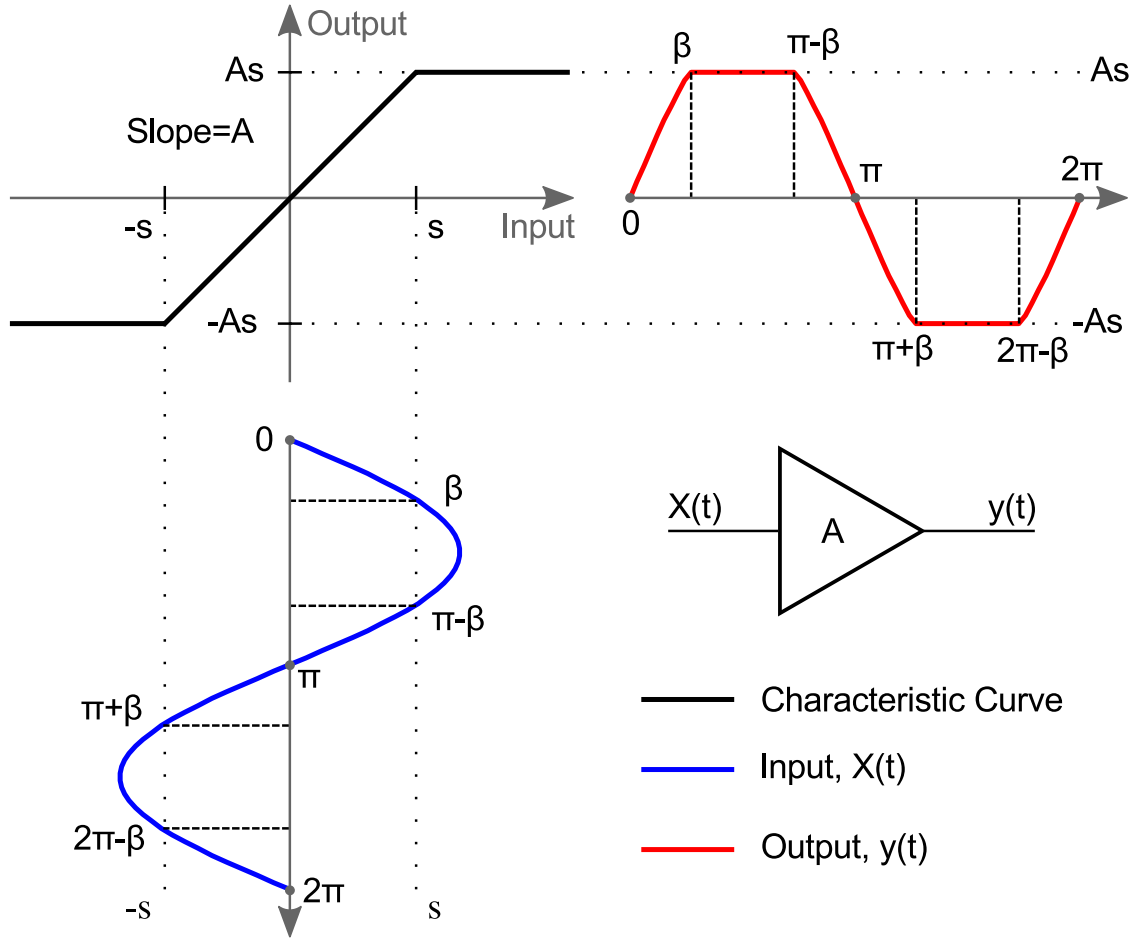 Output
As
Slope=A
-s
s
Input
-As
β
π-β
As
π
2π
0
π+β
2π-β
-As
0
β
π-β
π
π+β
2π-β
2π
-s
s
X(t)
A
y(t)
Characteristic Curve
Input, X(t)
Output, y(t)